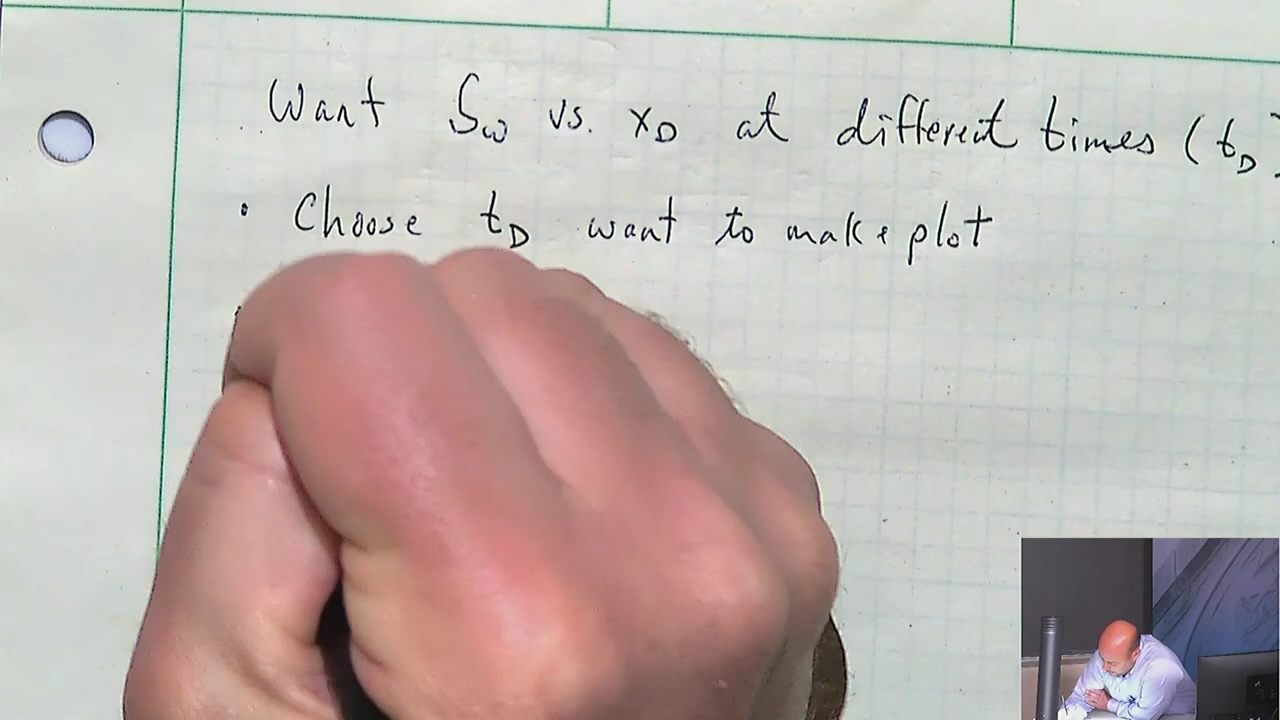 Want Sw vs. xD at different times (tD)
• Choose tD want to make plot